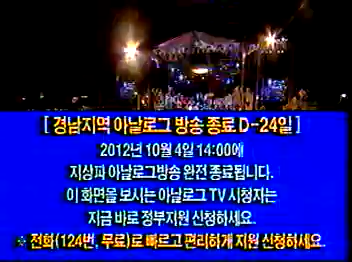 [ 경남지역 아날로그 방송 종료 D-24일 ]
2012년 10월 4일 14:00에
지상파 아날로그방송 완전 종료됩니다.
이 화면을 보시는 아날로그 TV 시청자는
지금 바로 정부지원 신청하세요.
※ 전화(124번, 무료)로 빠르고 편리하게 지원 신청하세요.